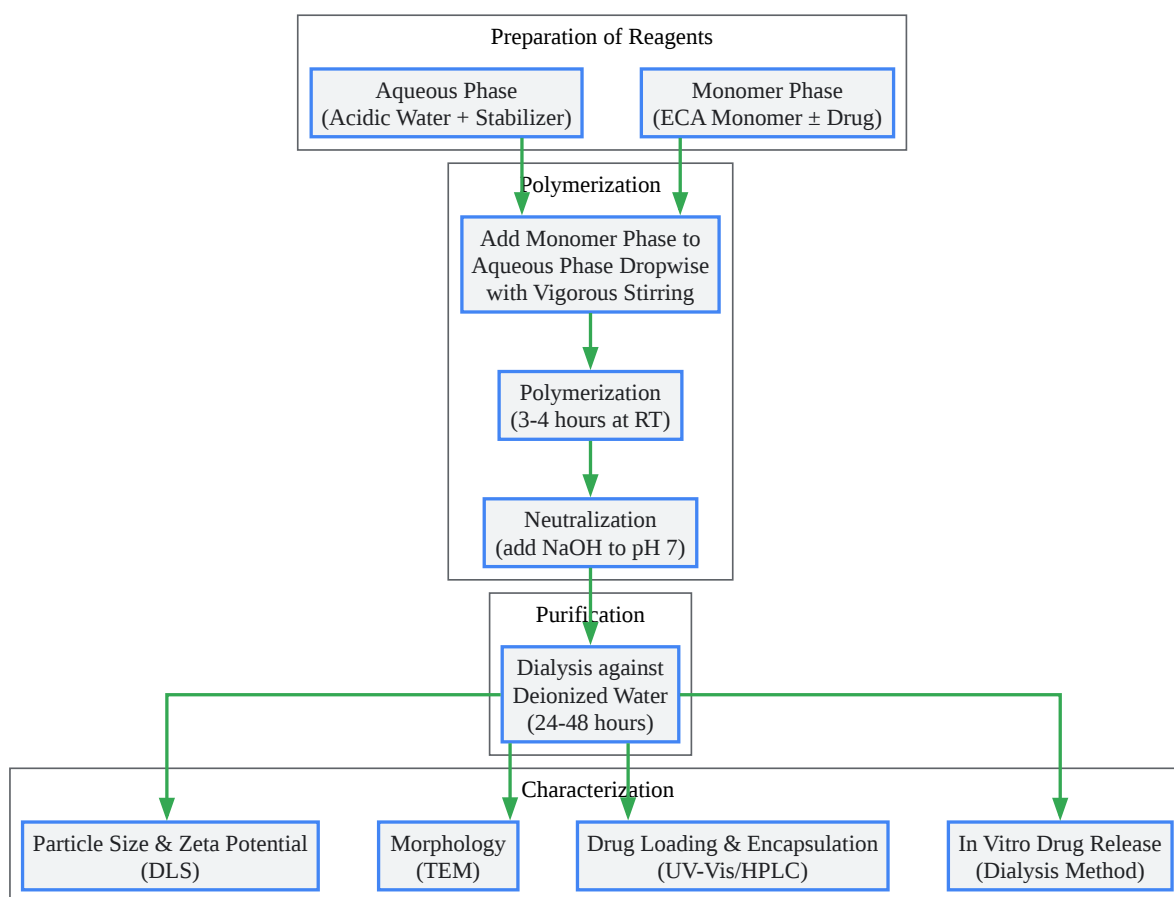 Preparation of Reagents
Aqueous Phase
(Acidic Water + Stabilizer)
Monomer Phase
(ECA Monomer ± Drug)
Polymerization
Add Monomer Phase to
Aqueous Phase Dropwise
with Vigorous Stirring
Polymerization
(3-4 hours at RT)
Neutralization
(add NaOH to pH 7)
Purification
Dialysis against
Deionized Water
(24-48 hours)
Characterization
Particle Size & Zeta Potential
(DLS)
Morphology
(TEM)
Drug Loading & Encapsulation
(UV-Vis/HPLC)
In Vitro Drug Release
(Dialysis Method)